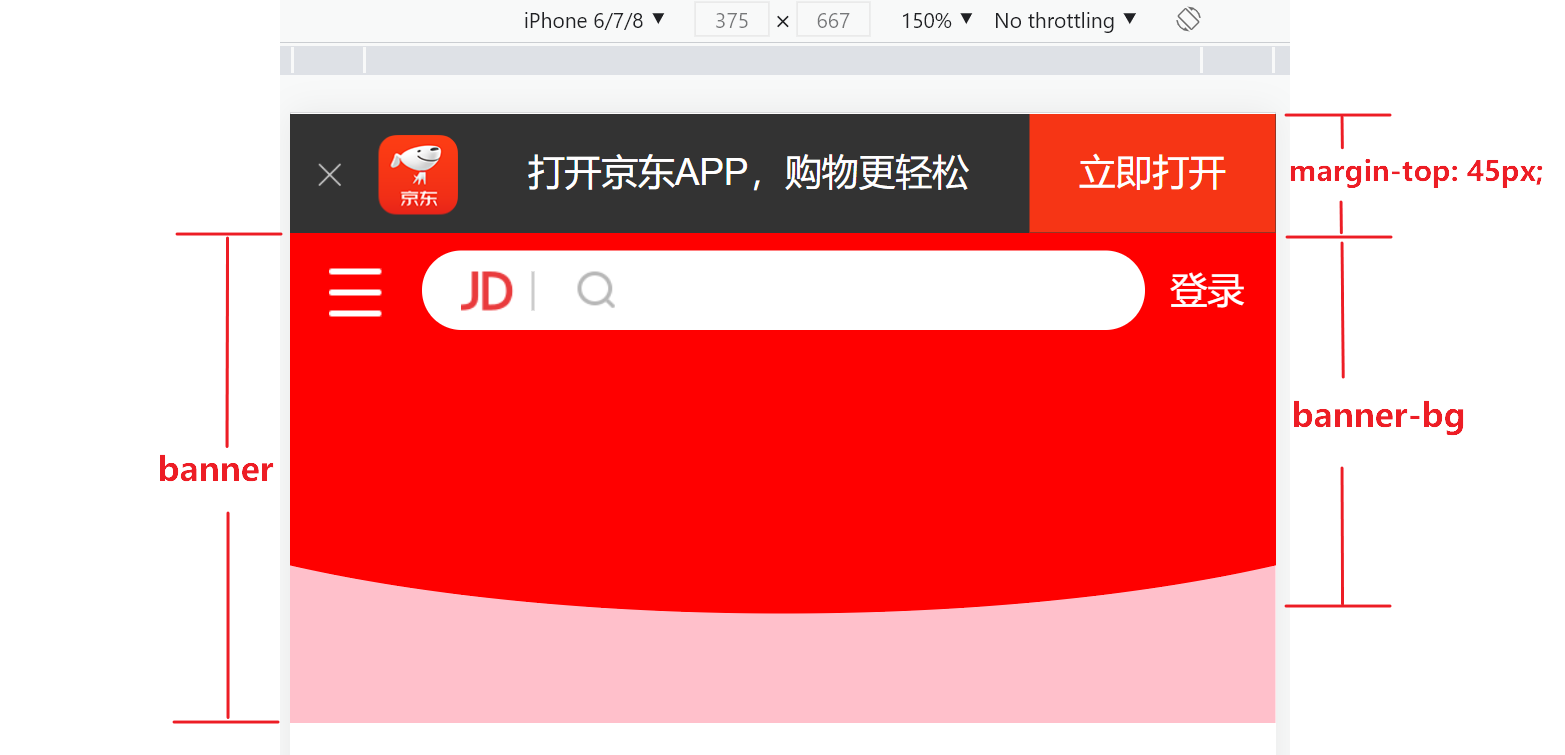 iPhone 6/7/8 ▼ 375 × 667 150% ▼ No throttling ▼
京东
打开京东APP，购物更轻松
立即打开
margin-top: 45px;
JD
登录
banner-bg
banner